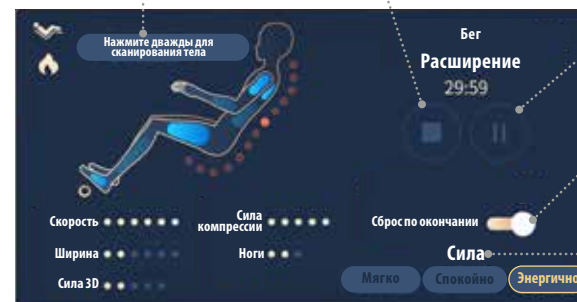 Нажмите дважды для
сканирования тела
Бег
Расширение
29:59
Скорость
Сила
компрессии
Сброс по окончании
Ширина
Ноги
Сила
Сила 3D
Мягко
Спокойно
Энергично